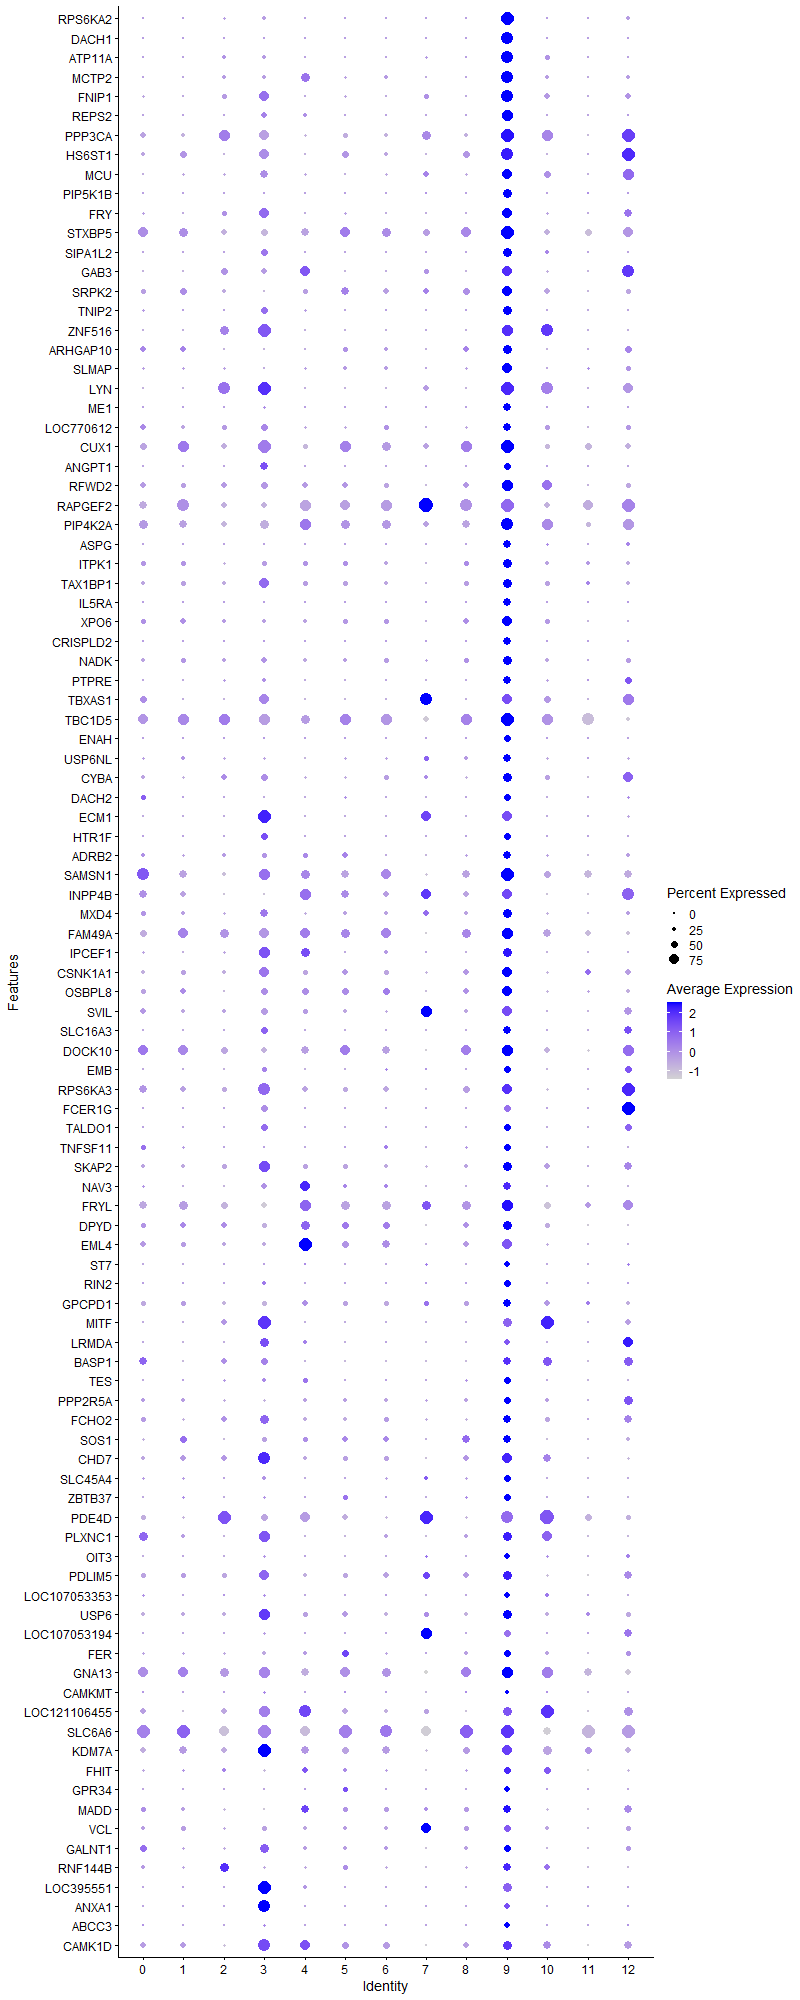 RPS6KA2
DACH1
ATP11A
MCTP2
FNIP1
REPS2
PPP3CA
HS6ST1
MCU
PIP5K1B
FRY
STXBP5
SIPA1L2
GAB3
SRPK2
TNIP2
ZNF516
ARHGAP10
SLMAP
LYN
ME1
LOC770612
CUX1
ANGPT1
RFWD2
RAPGEF2
PIP4K2A
ASPG
ITPK1
TAX1BP1
IL5RA
XPO6
CRISPLD2
NADK
PTPRE
TBXAS1
TBC1D5
ENAH
USP6NL
CYBA
DACH2
ECM1
HTR1F
ADRB2
SAMSN1
INPP4B
MXD4
FAM49A
IPCEF1
CSNK1A1
OSBPL8
SVIL
SLC16A3
DOCK10
EMB
RPS6KA3
FCER1G
TALDO1
TNFSF11
SKAP2
NAV3
FRYL
DPYD
EML4
ST7
RIN2
GPCPD1
MITF
LRMDA
BASP1
TES
PPP2R5A
FCHO2
SOS1
CHD7
SLC45A4
ZBTB37
PDE4D
PLXNC1
OIT3
PDLIM5
LOC107053353
USP6
LOC107053194
FER
GNA13
CAMKMT
LOC121106455
SLC6A6
KDM7A
FHIT
GPR34
MADD
VCL
GALNT1
RNF144B
LOC395551
ANXA1
ABCC3
CAMK1D
0 1 2 3 4 5 6 7 8 9 10 11 12
Identity
Features
Percent Expressed
0
25
50
75
Average Expression
2
1
0
-1